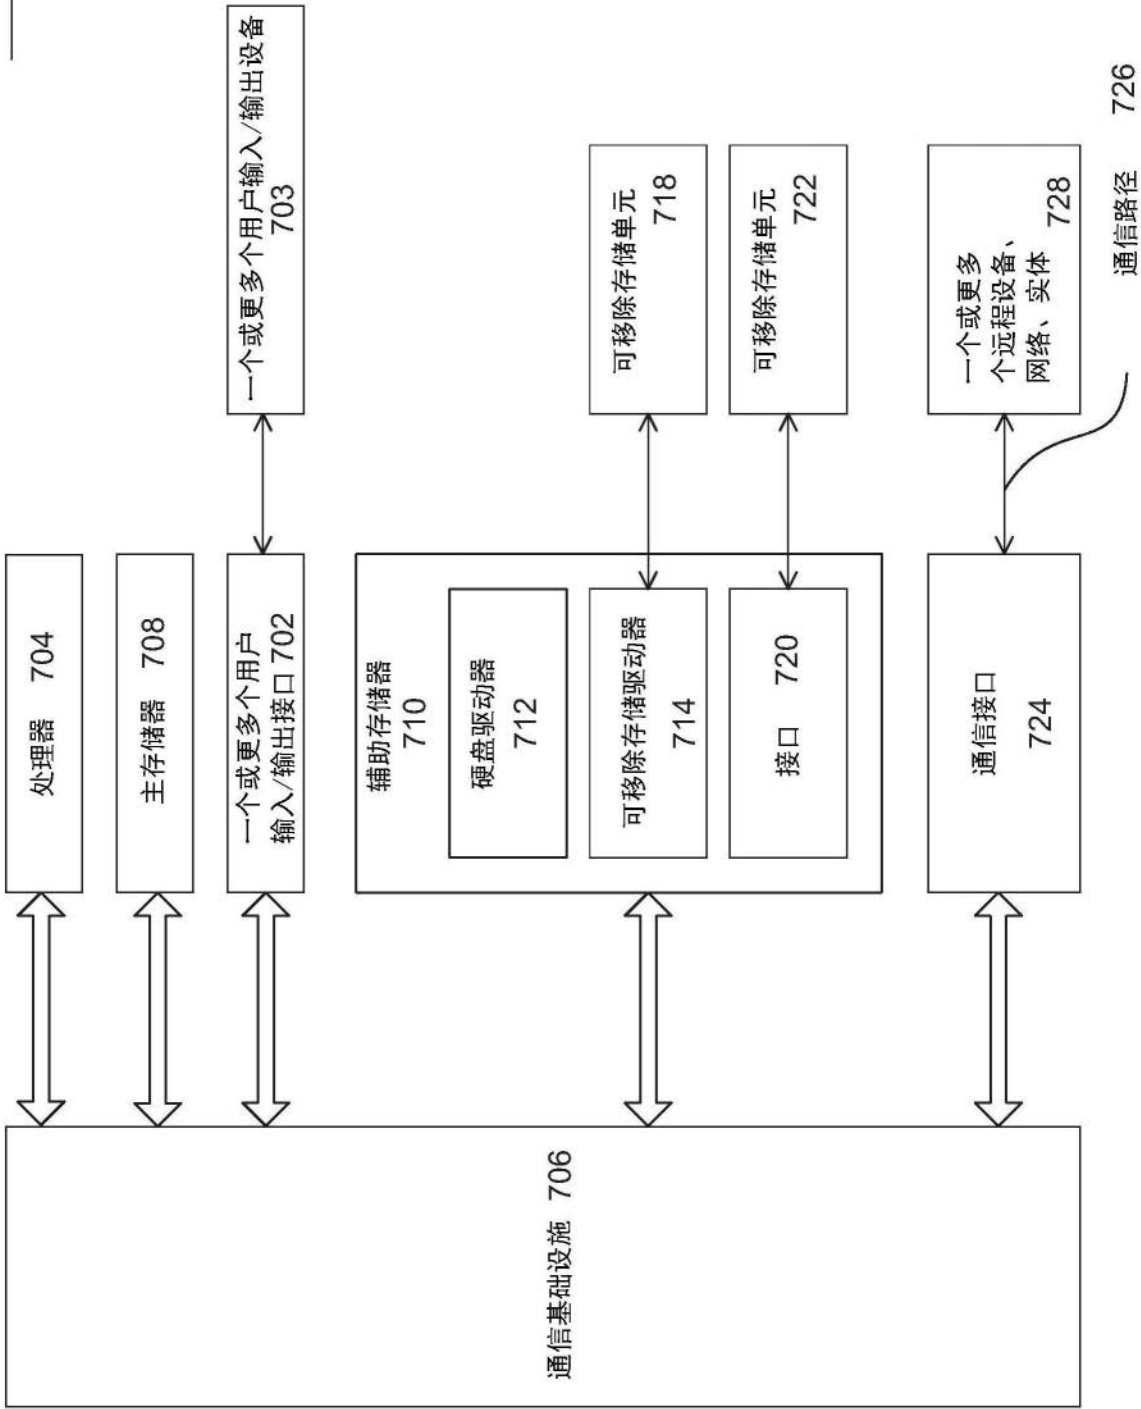 处理器 704
主存储器 708
一个或更多个用户
输入/输出接口 702
一个或更多个用户输入/输出设备
703
辅助存储器
710
硬盘驱动器
712
可移除存储驱动器
714
可移除存储单元
718
接口 720
可移除存储单元
722
通信接口
724
一个或更多
个远程设备、
网络、实体
728
通信路径 726
通信基础设施 706